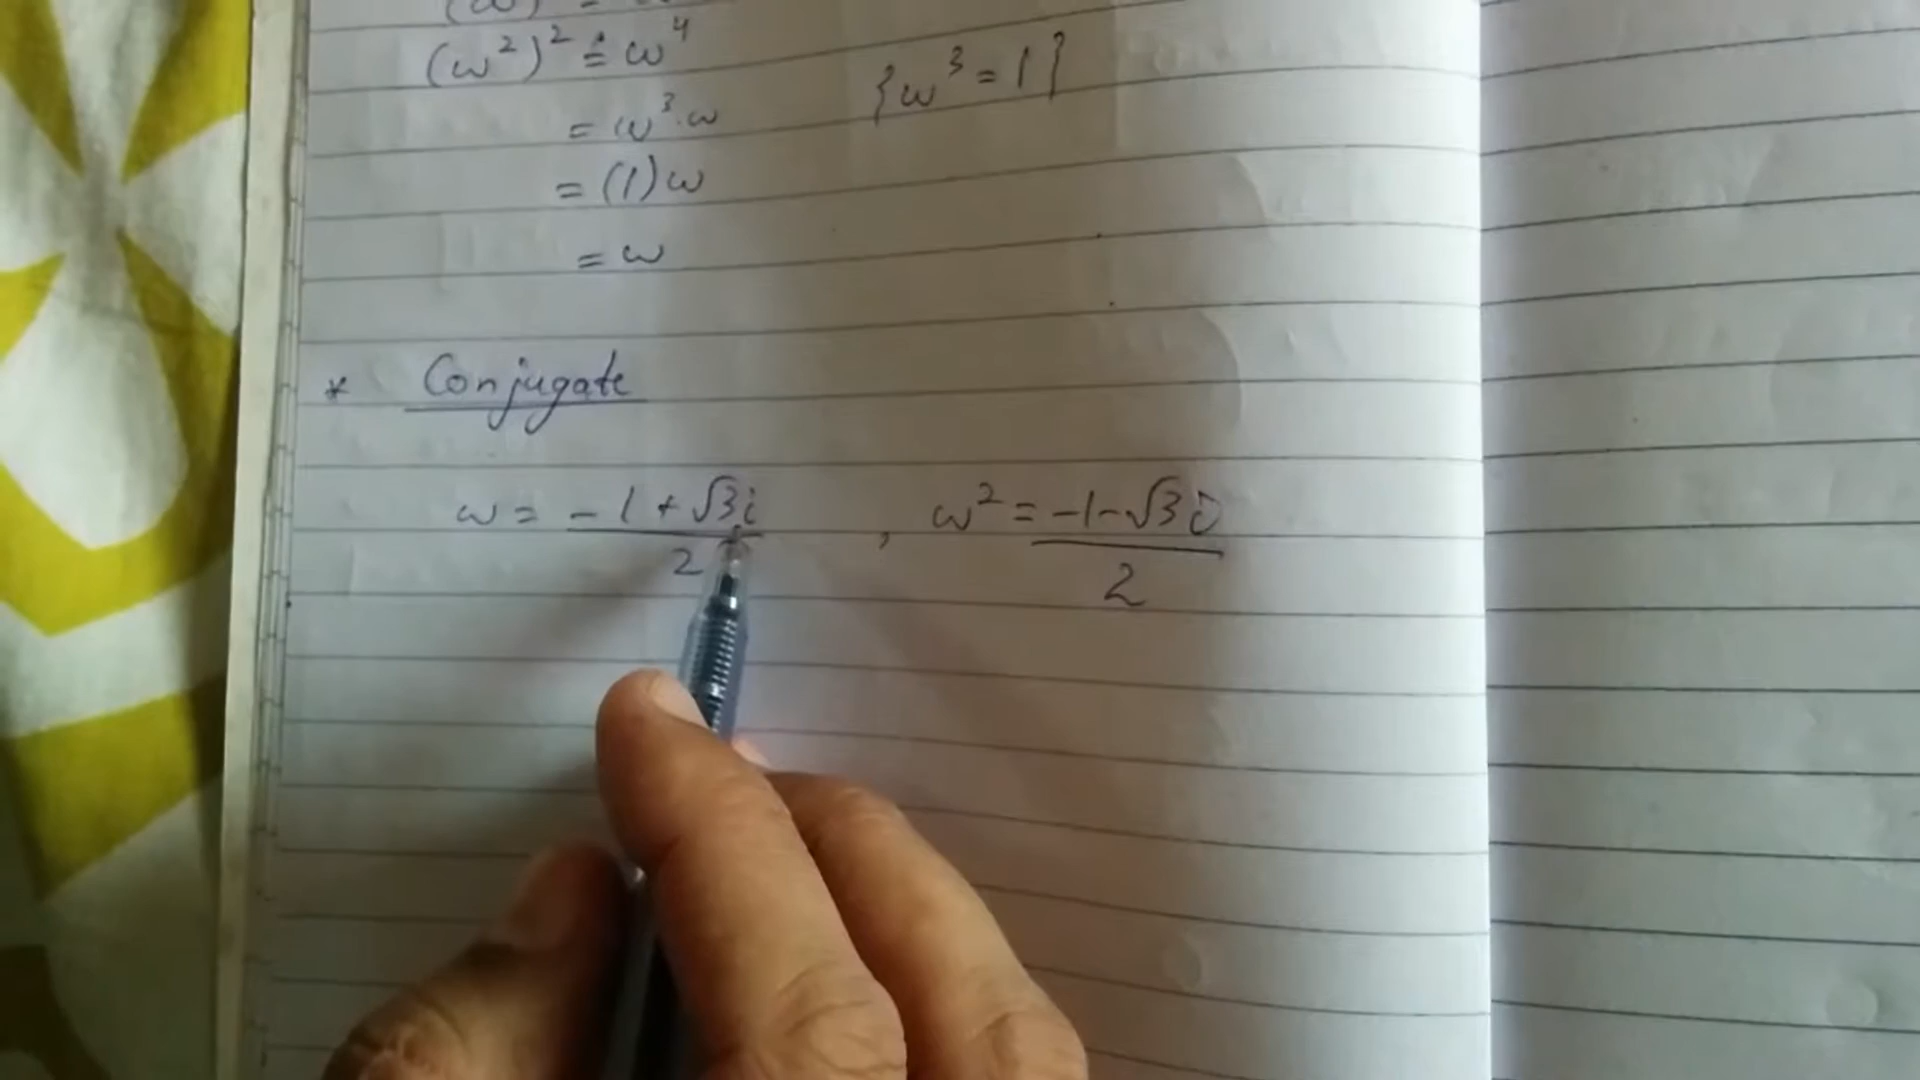 (ω²)² = ω⁴
{ω³ = 1}
= ω³.ω
= (1)ω
= ω
* Conjugate
ω = -1+√3i / 2 , ω² = -1-√3i / 2